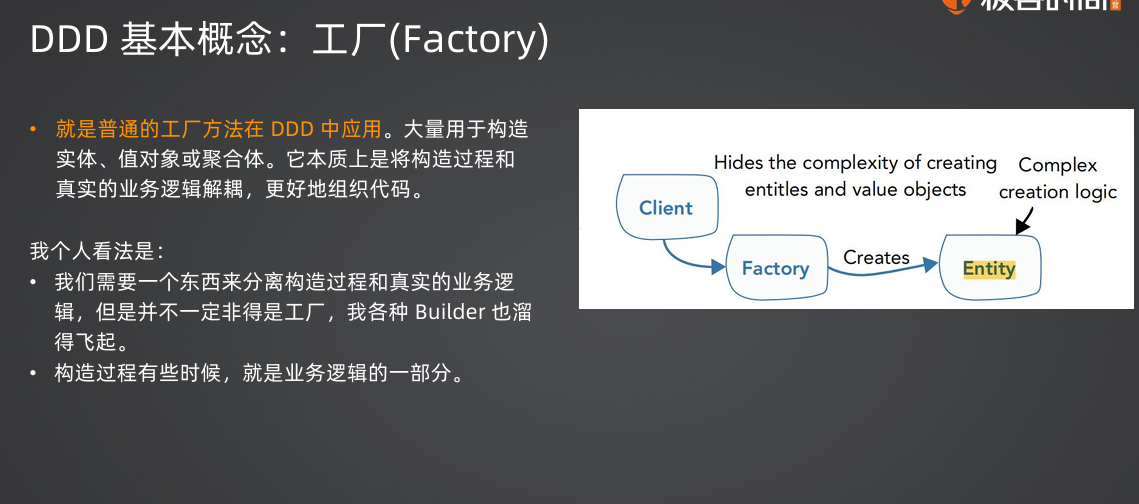 DDD 基本概念：工厂(Factory)
• 就是普通的工厂方法在 DDD 中应用。大量用于构造
实体、值对象或聚合体。它本质上是将构造过程和
真实的业务逻辑解耦，更好地组织代码。
我个人看法是：
• 我们需要一个东西来分离构造过程和真实的业务逻
辑，但是并不一定非得是工厂，我各种 Builder 也溜
得飞起。
• 构造过程有些时候，就是业务逻辑的一部分。
Hides the complexity of creating
entitles and value objects
Complex
creation logic
Client
Factory
Creates
Entity